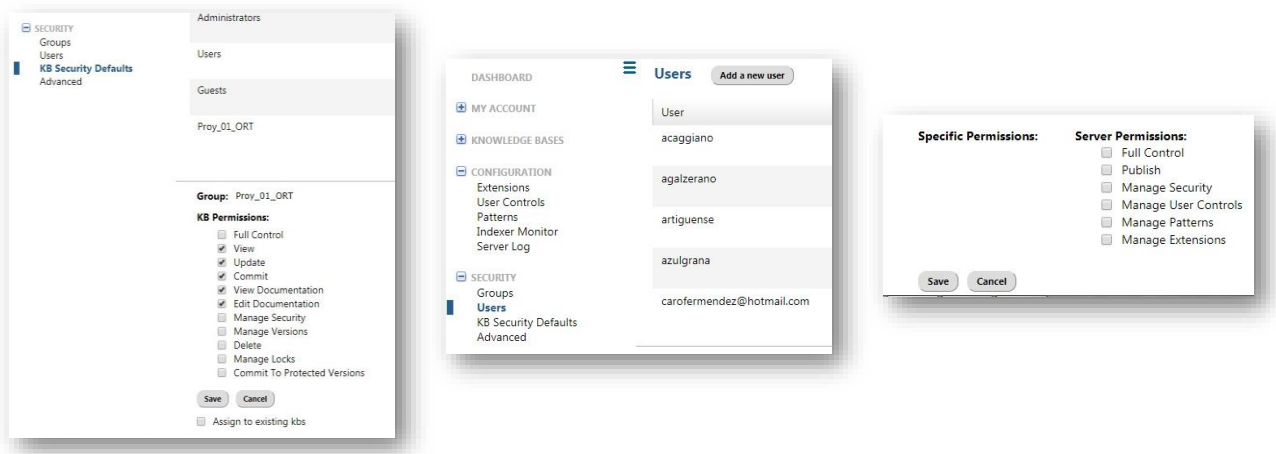 SECURITY
Groups
Users
KB Security Defaults
Advanced
Administrators
Users
Guests
Proy_01_ORT
Group: Proy_01_ORT
KB Permissions:
Full Control
View
Update
Commit
View Documentation
Edit Documentation
Manage Security
Manage Versions
Delete
Manage Locks
Commit To Protected Versions
Save Cancel
Assign to existing kbs
DASHBOARD
MY ACCOUNT
KNOWLEDGE BASES
CONFIGURATION
Extensions
User Controls
Patterns
Indexer Monitor
Server Log
SECURITY
Groups
Users
KB Security Defaults
Advanced
Users Add a new user
User
acaggiano
agalzerano
artiguense
azulgrana
carofermendez@hotmail.com
Specific Permissions:
Server Permissions:
Full Control
Publish
Manage Security
Manage User Controls
Manage Patterns
Manage Extensions
Save Cancel